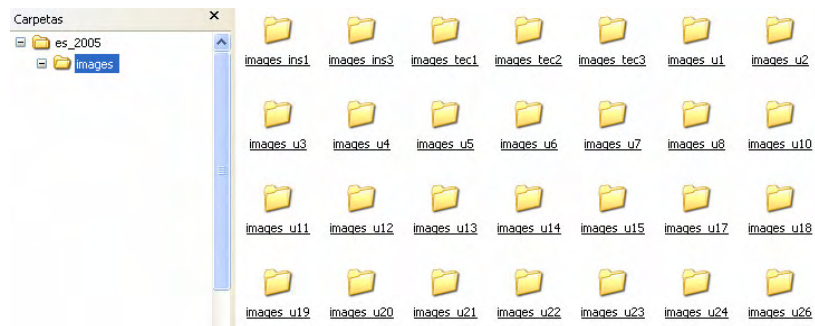 Carpetas
es_2005
images
images_ins1 images_ins3 images_tec1 images_tec2 images_tec3 images_u1 images_u2
images_u3 images_u4 images_u5 images_u6 images_u7 images_u8 images_u10
images_u11 images_u12 images_u13 images_u14 images_u15 images_u17 images_u18
images_u19 images_u20 images_u21 images_u22 images_u23 images_u24 images_u26